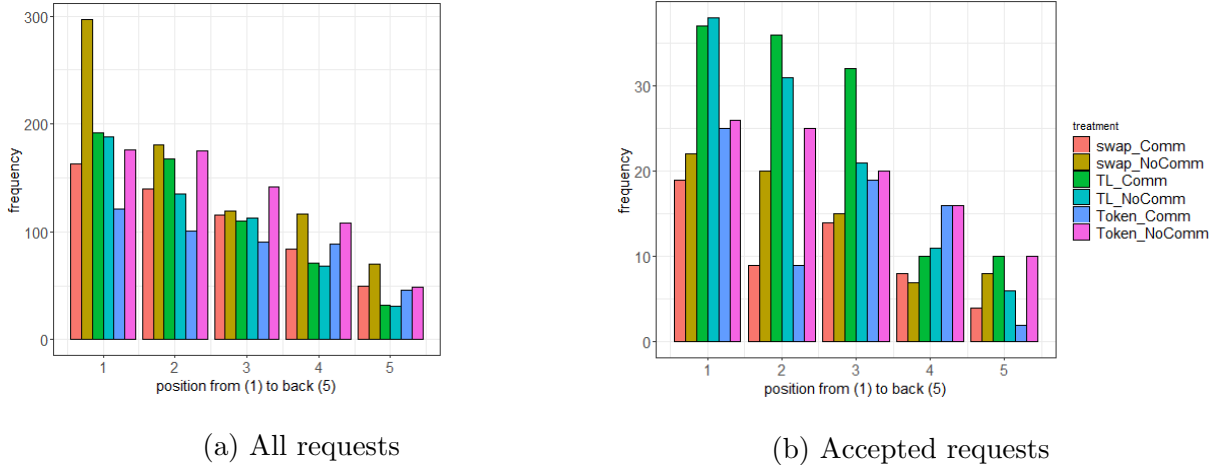 300
200
100
0
frequency
1 2 3 4 5
position from (1) to back (5)
(a) All requests
30
20
10
0
frequency
1 2 3 4 5
position from (1) to back (5)
(b) Accepted requests
treatment
swap_Comm
swap_NoComm
TL_Comm
TL_NoComm
Token_Comm
Token_NoComm